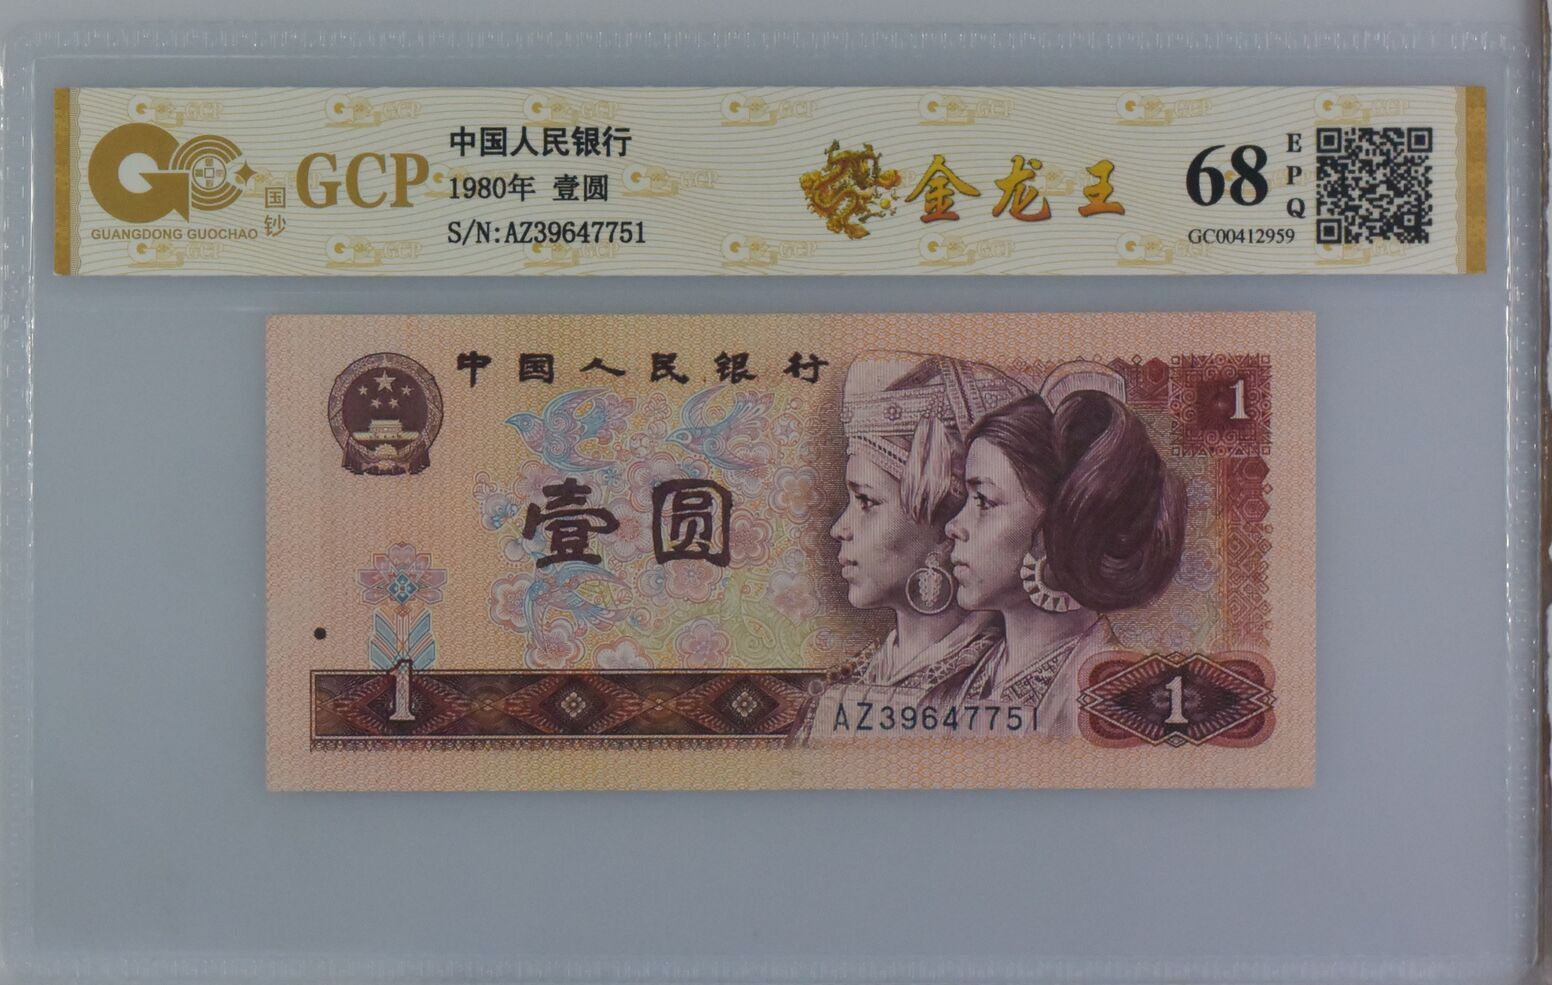 GCP
GUANGDONG GUOCHAO
国钞
中国人民银行
1980年 壹圆
S/N:AZ39647751
金龙王
68
EPQ
GC00412959
中国人民银行
1
壹圆
1
AZ39647751
1